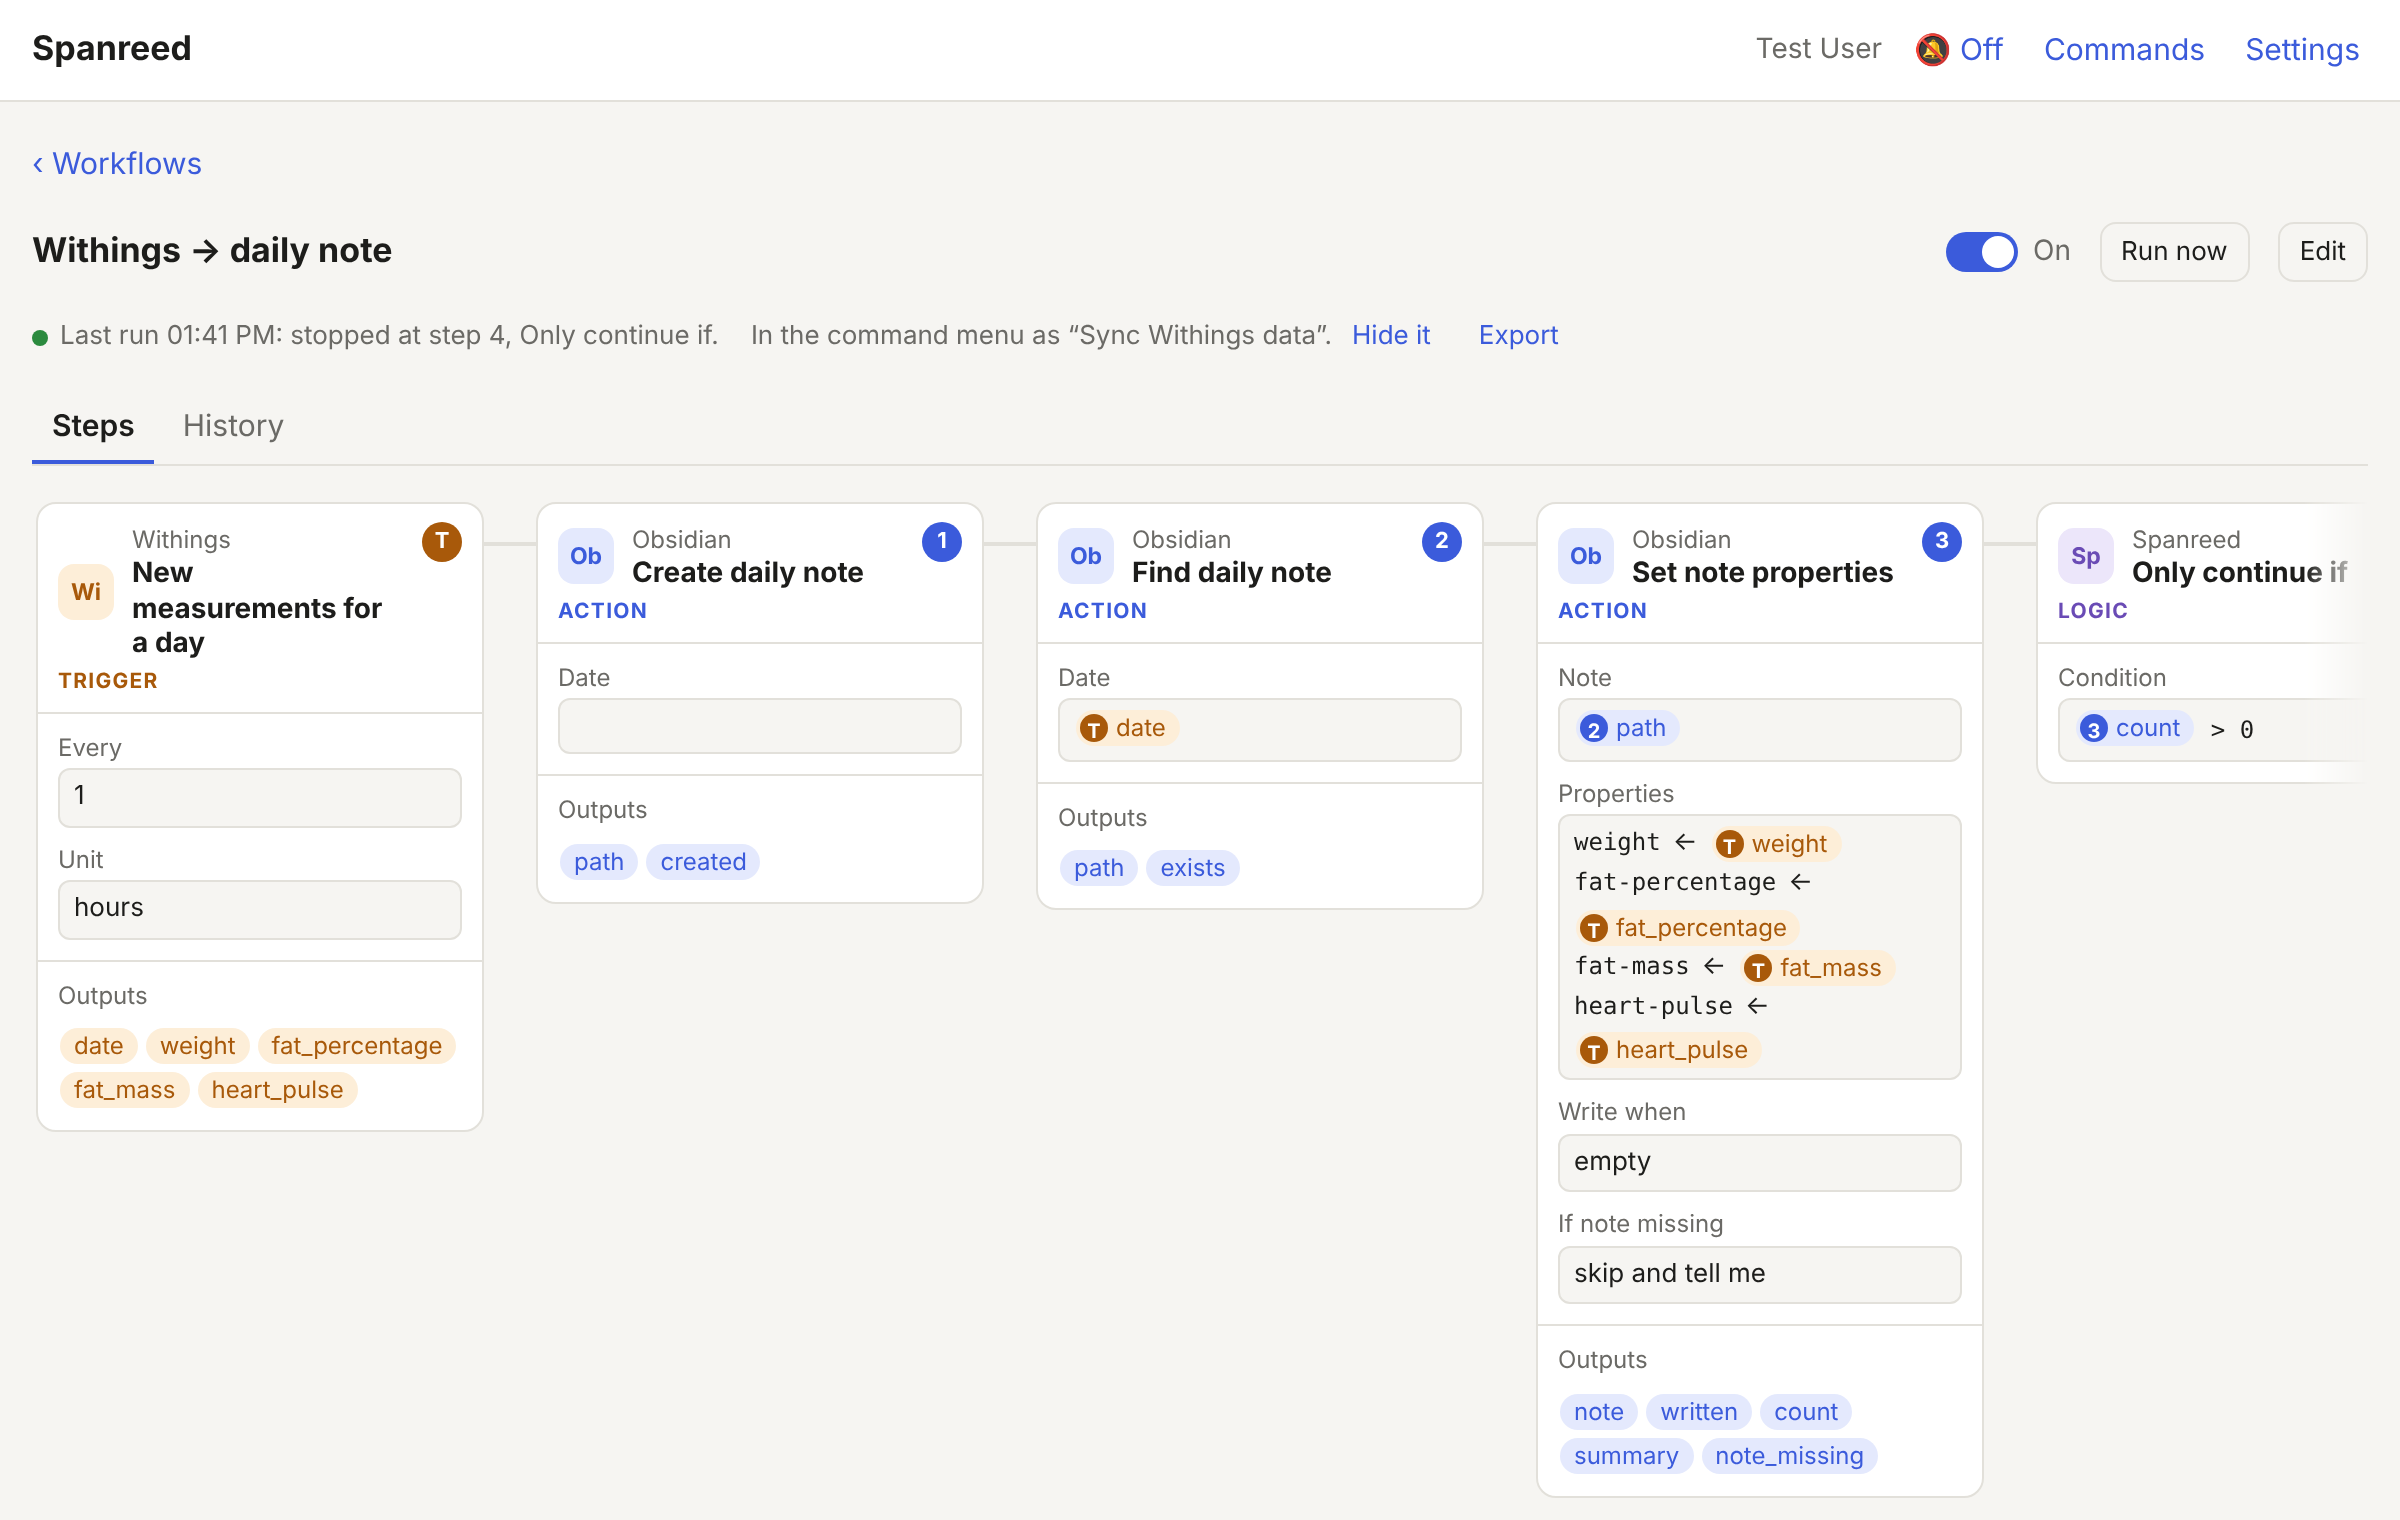 Spanreed
Test User
🔕 Off
Commands
Settings
‹ Workflows
Withings → daily note
On
Run now
Edit
Last run 01:41 PM: stopped at step 4, Only continue if.
In the command menu as “Sync Withings data”.
Hide it
Export
Steps
History
Wi
Withings
New
measurements for
a day
T
TRIGGER
Every
1
Unit
hours
Outputs
date weight fat_percentage
fat_mass heart_pulse
Ob
Obsidian
Create daily note
1
ACTION
Date
Outputs
path created
Ob
Obsidian
Find daily note
2
ACTION
Date
T date
Outputs
path exists
Ob
Obsidian
Set note properties
3
ACTION
Note
2 path
Properties
weight ← T weight
fat-percentage ←
T fat_percentage
fat-mass ← T fat_mass
heart-pulse ←
T heart_pulse
Write when
empty
If note missing
skip and tell me
Outputs
note written count
summary note_missing
Sp
Spanreed
Only continue if
LOGIC
Condition
3 count > 0